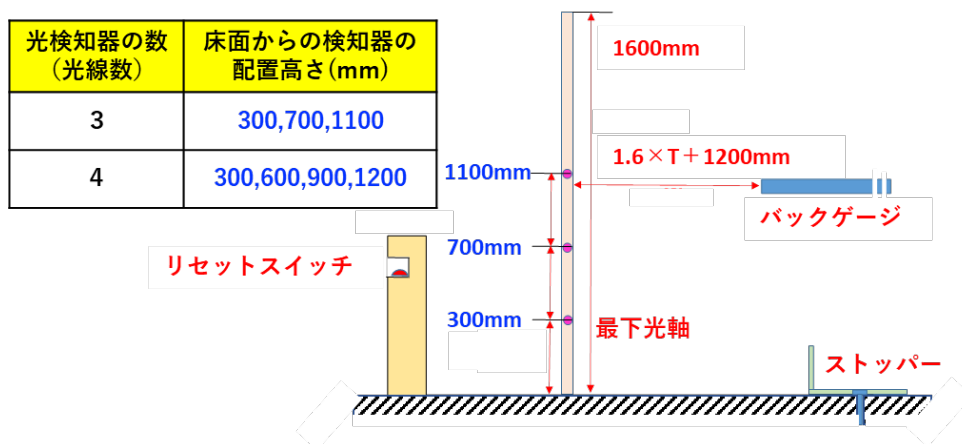 光検知器の数
（光線数）
床面からの検知器の
配置高さ(mm)
3
300,700,1100
4
300,600,900,1200
1600mm
1.6×T＋1200mm
1100mm
バックゲージ
リセットスイッチ
700mm
300mm
最下光軸
ストッパー